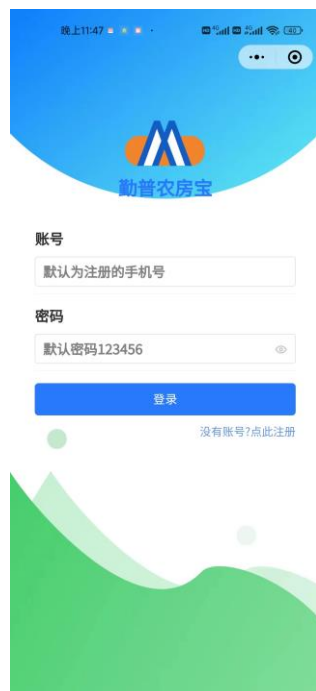 晚上11:47
40
勤普农房宝
账号
默认为注册的手机号
密码
默认密码123456
登录
没有账号?点此注册